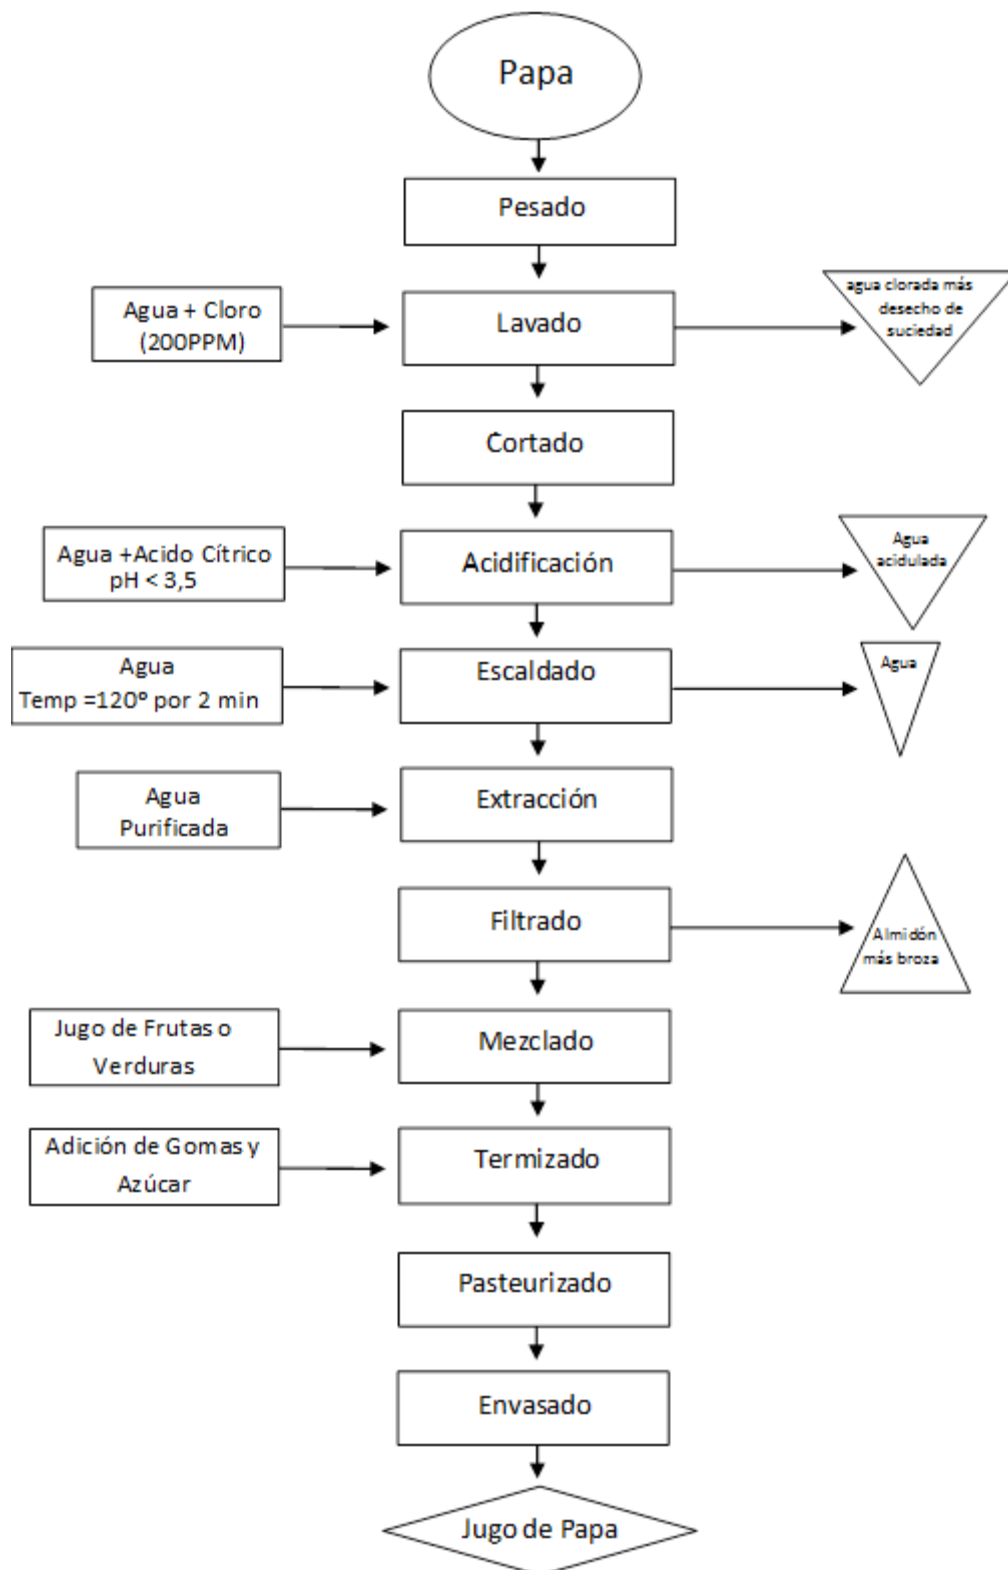 Papa
Pesado
Agua + Cloro
(200PPM)
Lavado
agua clorada más
desecho de
suciedad
Cortado
Agua +Acido Cítrico
pH < 3,5
Acidificación
Agua
acidulada
Agua
Temp =120º por 2 min
Escaldado
Agua
Agua
Purificada
Extracción
Filtrado
Almidón
más broza
Jugo de Frutas o
Verduras
Mezclado
Adición de Gomas y
Azúcar
Termizado
Pasteurizado
Envasado
Jugo de Papa